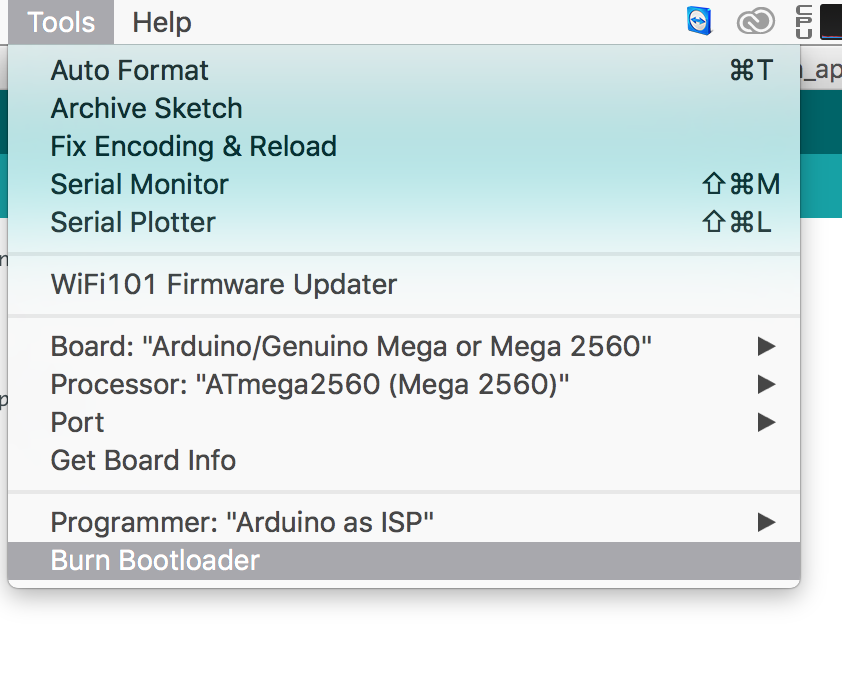 Tools Help CPU
Auto Format ⌘T
Archive Sketch
Fix Encoding & Reload
Serial Monitor ⇧⌘M
Serial Plotter ⇧⌘L
WiFi101 Firmware Updater
Board: "Arduino/Genuino Mega or Mega 2560"
Processor: "ATmega2560 (Mega 2560)"
Port
Get Board Info
Programmer: "Arduino as ISP"
Burn Bootloader